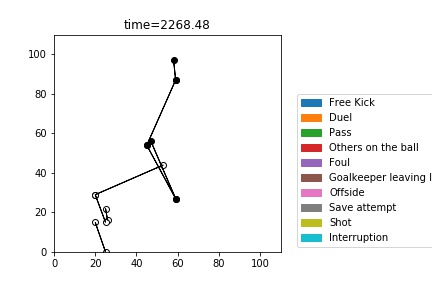 time=2268.48
100
80
60
40
20
0
0 20 40 60 80 100
Free Kick
Duel
Pass
Others on the ball
Foul
Goalkeeper leaving
Offside
Save attempt
Shot
Interruption